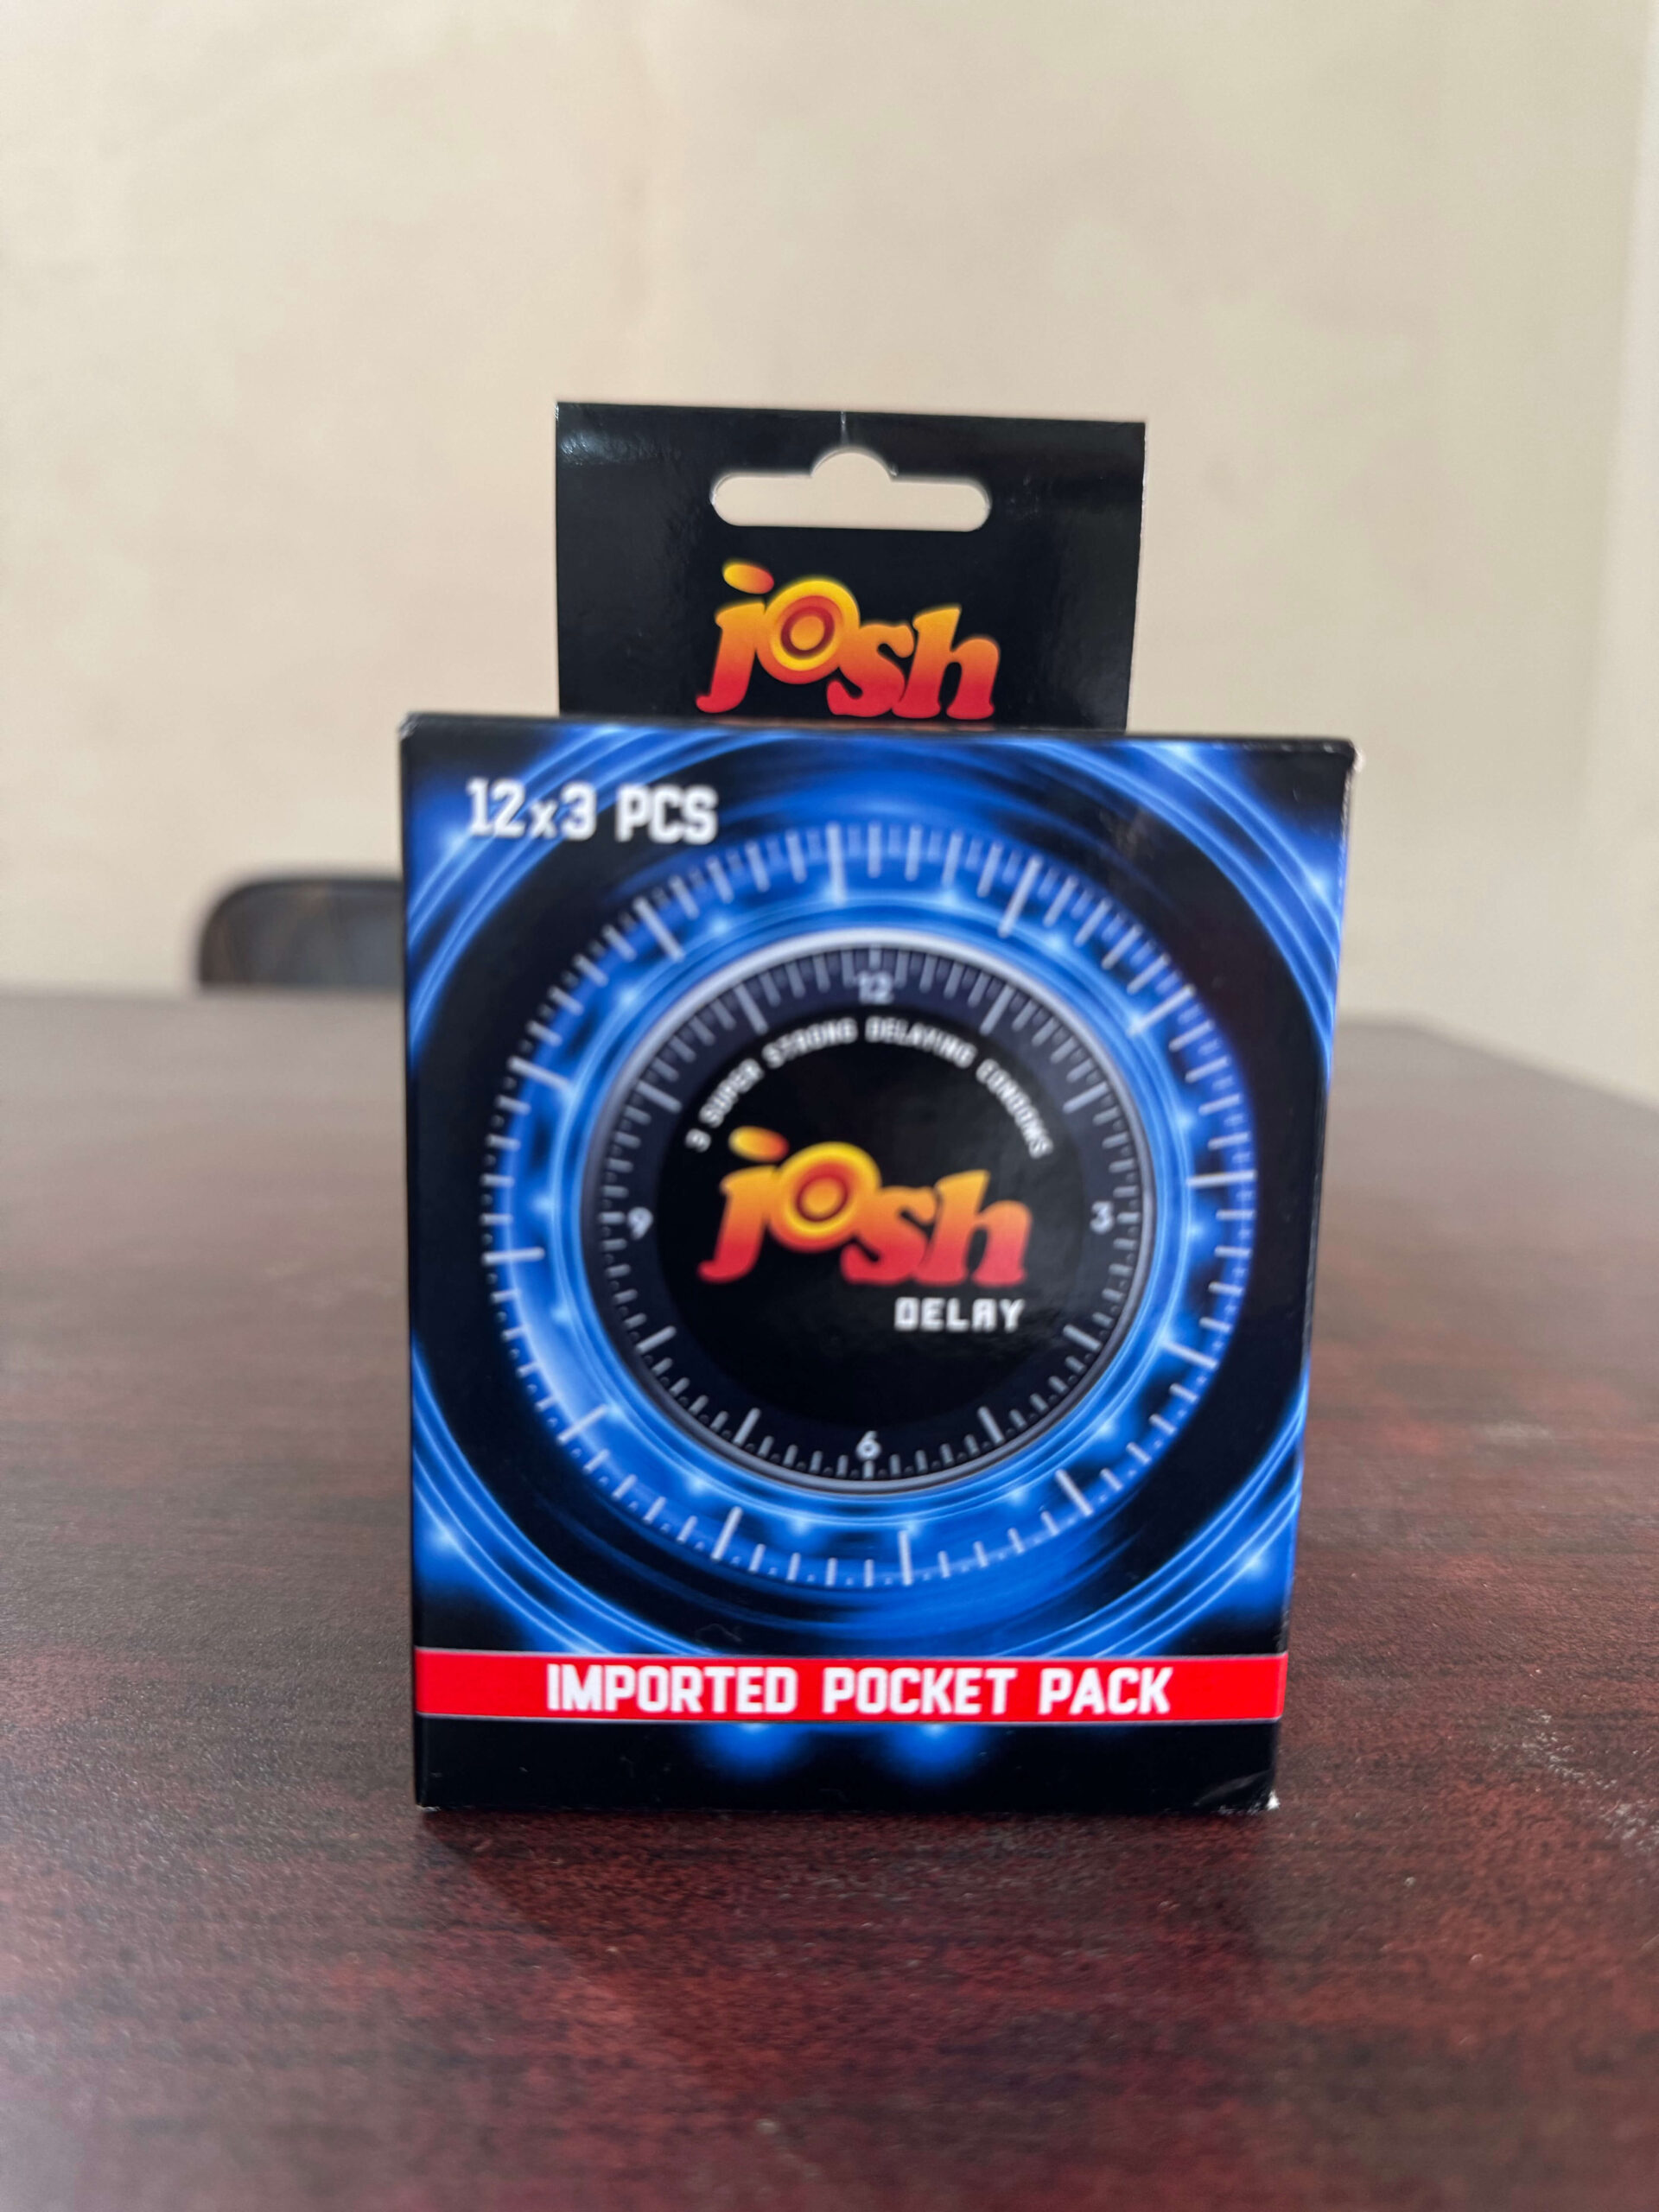 josh
12x3 PCS
12
3 SUPER STRONG DELAYING CONDOMS
josh
9
3
DELAY
6
IMPORTED POCKET PACK